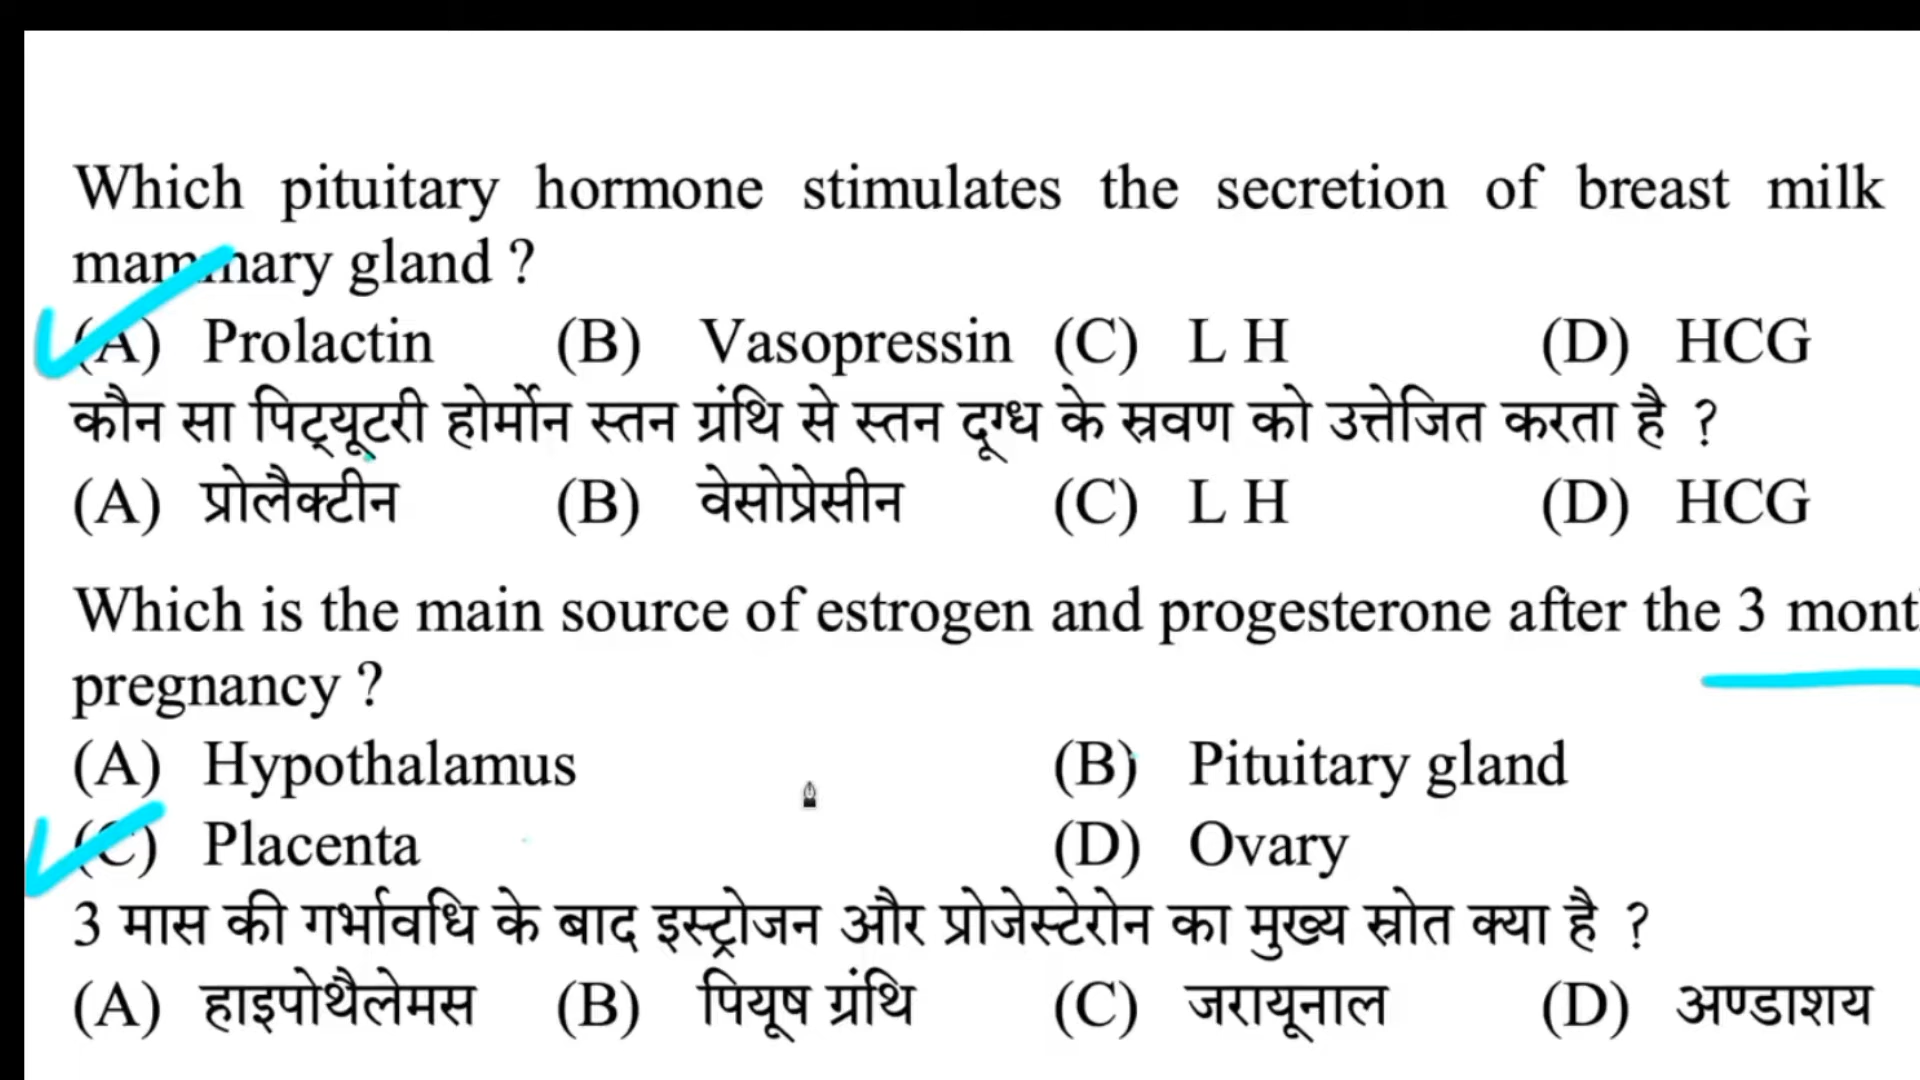 Which pituitary hormone stimulates the secretion of breast milk
mammary gland ?
(A) Prolactin (B) Vasopressin (C) L H (D) HCG
कौन सा पिट्यूटरी होर्मोन स्तन ग्रंथि से स्तन दूग्ध के स्रवण को उत्तेजित करता है ?
(A) प्रोलैक्टीन (B) वेसोप्रेसीन (C) L H (D) HCG
Which is the main source of estrogen and progesterone after the 3 mont
pregnancy ?
(A) Hypothalamus (B) Pituitary gland
(C) Placenta (D) Ovary
3 मास की गर्भावधि के बाद इस्ट्रोजन और प्रोजेस्टेरोन का मुख्य स्रोत क्या है ?
(A) हाइपोथैलेमस (B) पियूष ग्रंथि (C) जरायूनाल (D) अण्डाशय